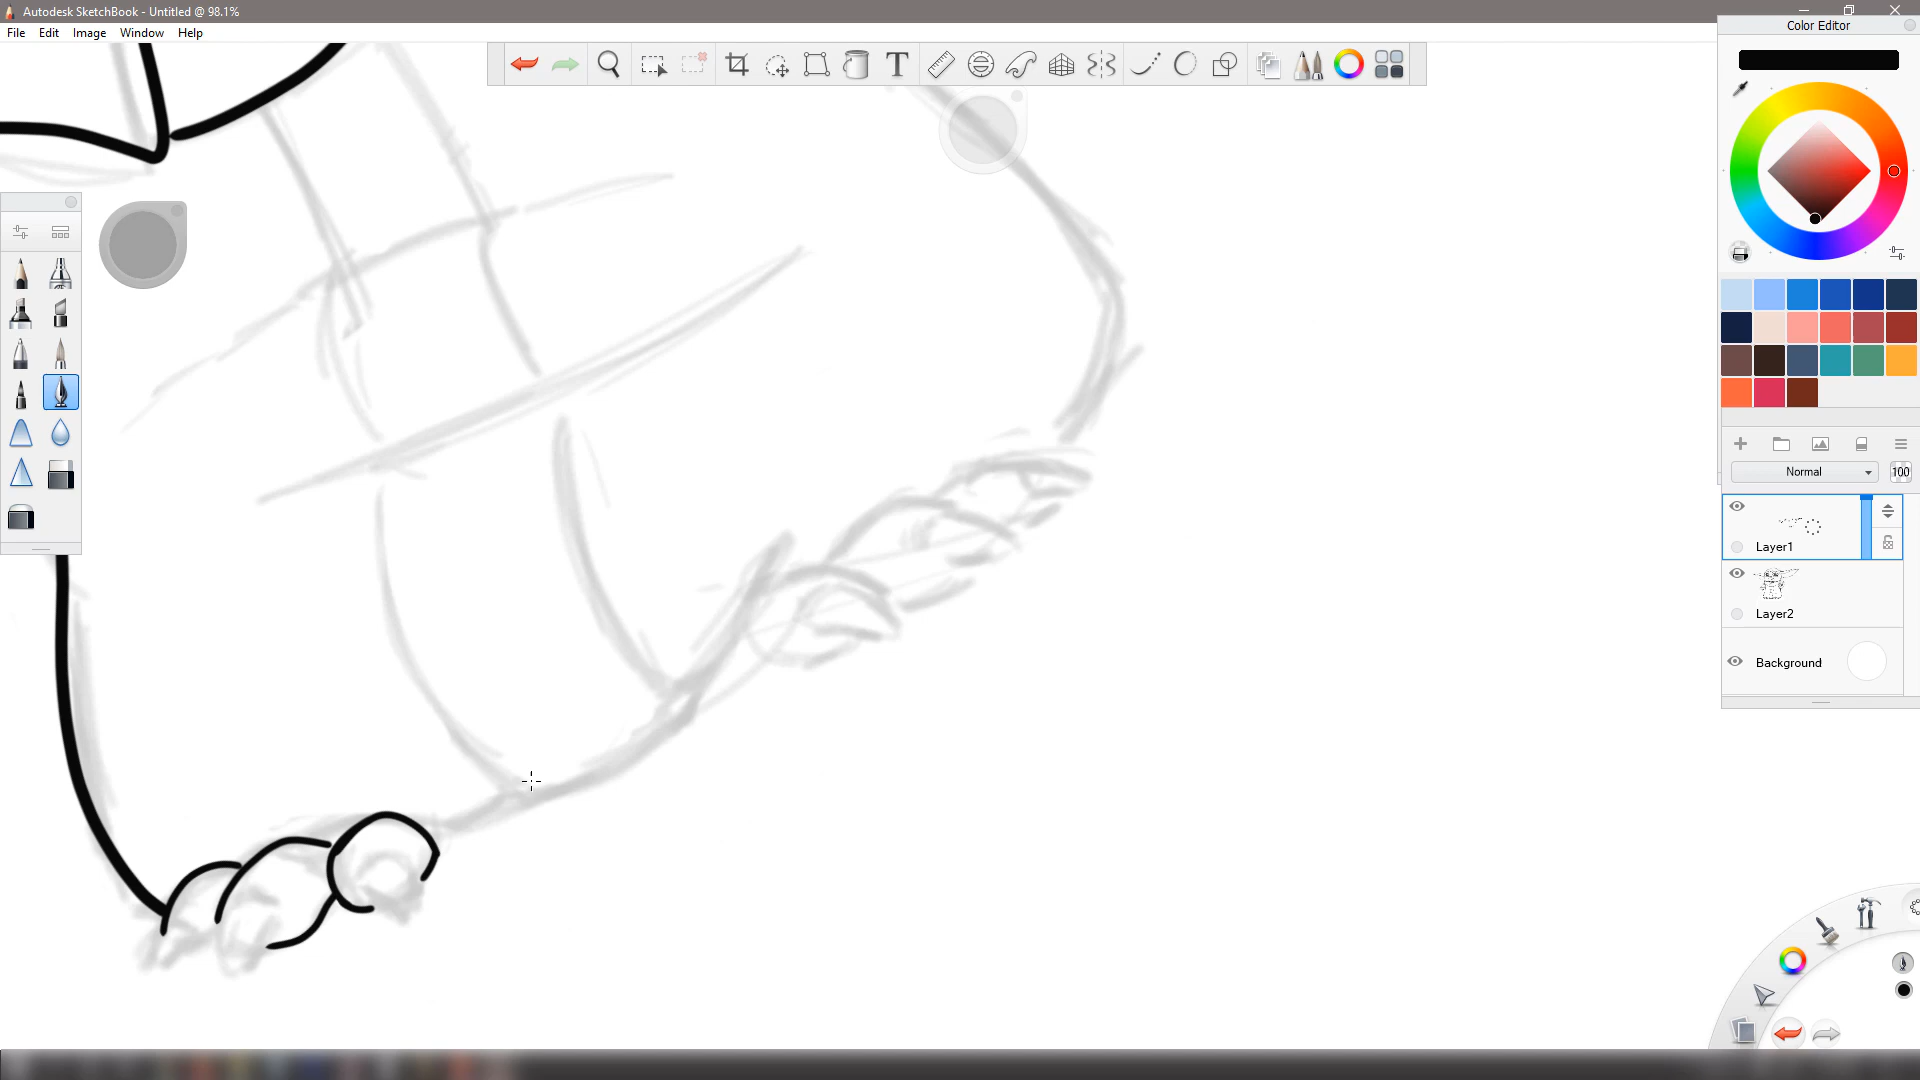 Autodesk SketchBook - Untitled @ 98.1%
File Edit Image Window Help
T
Color Editor
Normal
100
Layer1
Layer2
Background